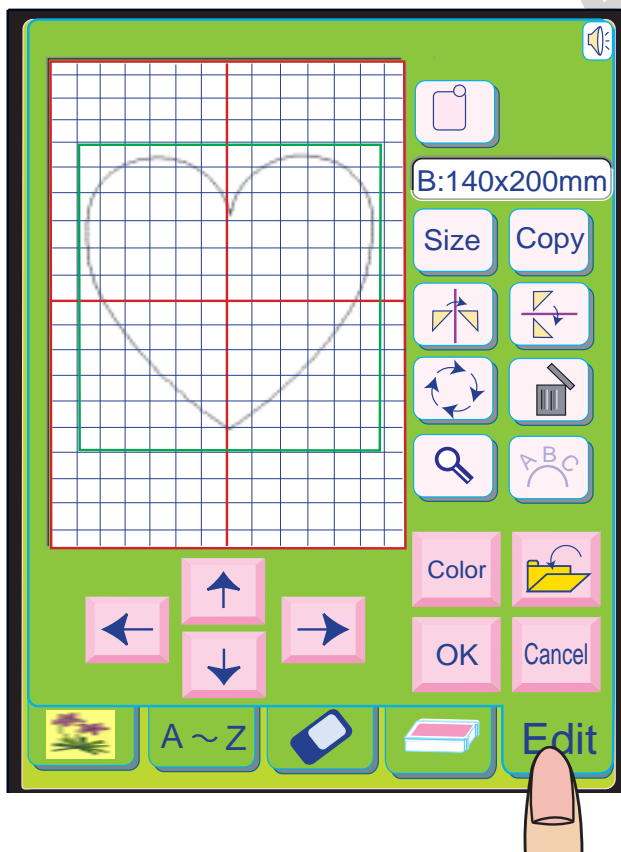 B:140x200mm
Size
Copy
A B C
Color
OK
Cancel
A ~ Z
Edit